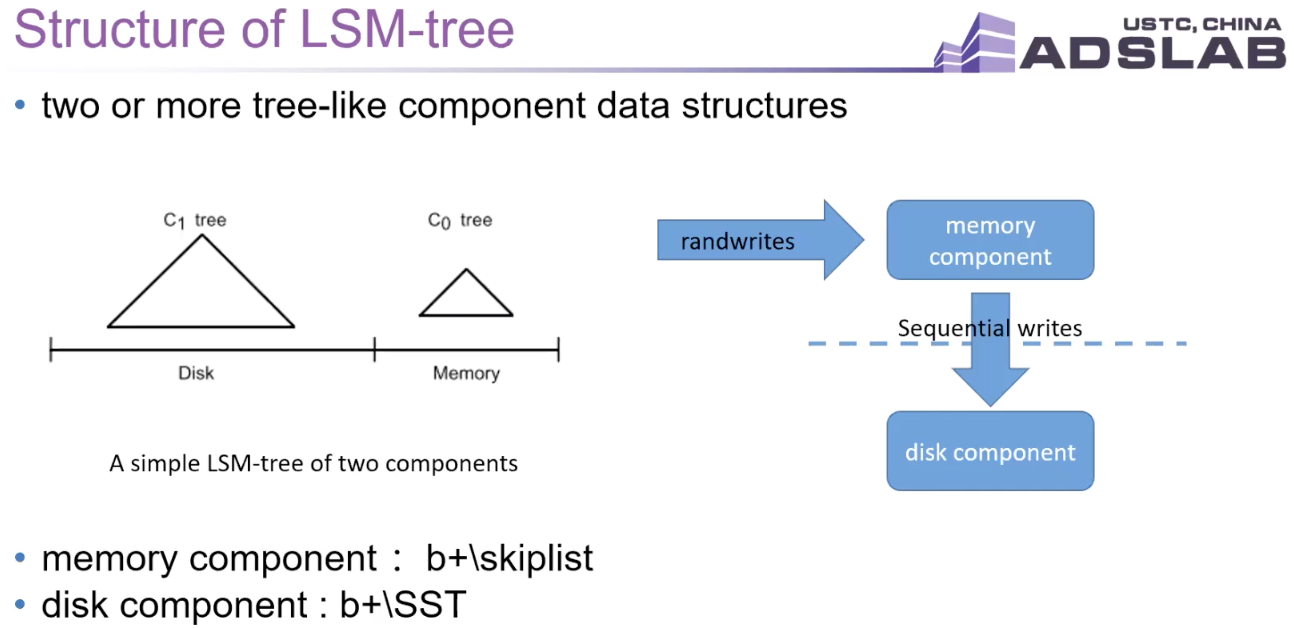 Structure of LSM-tree
USTC, CHINA
ADSLAB
• two or more tree-like component data structures
C1 tree
C0 tree
Disk
Memory
A simple LSM-tree of two components
randwrites
memory
component
Sequential writes
disk component
• memory component： b+\skiplist
• disk component : b+\SST